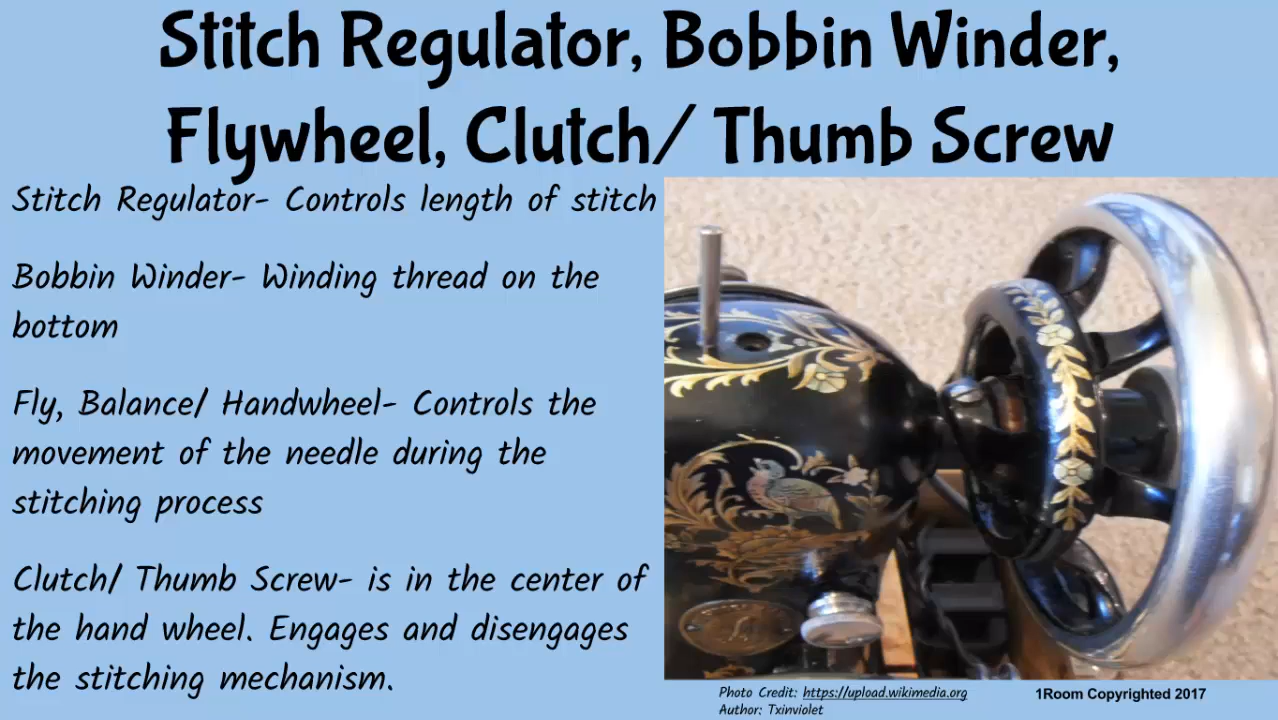 Stitch Regulator, Bobbin Winder,
Flywheel, Clutch/ Thumb Screw
Stitch Regulator- Controls length of stitch
Bobbin Winder- Winding thread on the
bottom
Fly, Balance/ Handwheel- Controls the
movement of the needle during the
stitching process
Clutch/ Thumb Screw- is in the center of
the hand wheel. Engages and disengages
the stitching mechanism.
Photo Credit: https://upload.wikimedia.org
Author: Txinviolet
1Room Copyrighted 2017